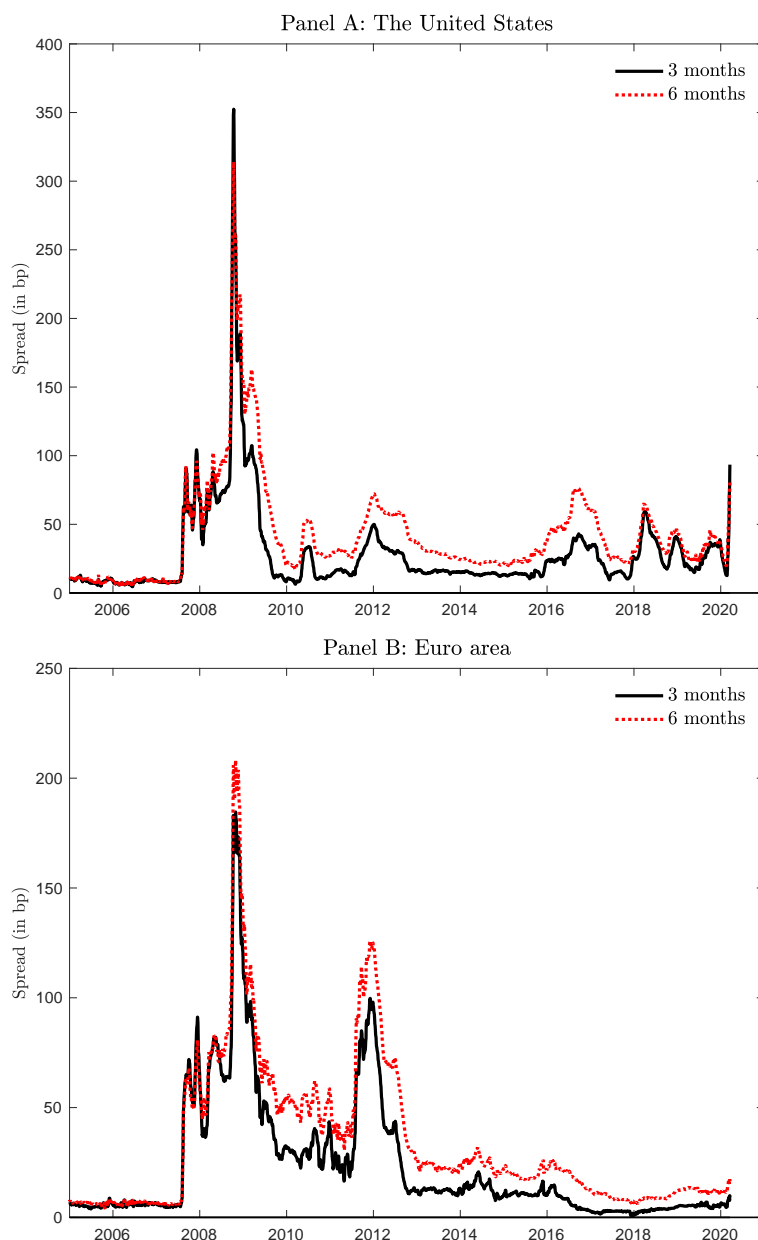 Panel A: The United States
400
350
300
250
200
150
100
50
0
Spread (in bp)
3 months
6 months
2006 2008 2010 2012 2014 2016 2018 2020
Panel B: Euro area
250
200
150
100
50
0
Spread (in bp)
3 months
6 months
2006 2008 2010 2012 2014 2016 2018 2020